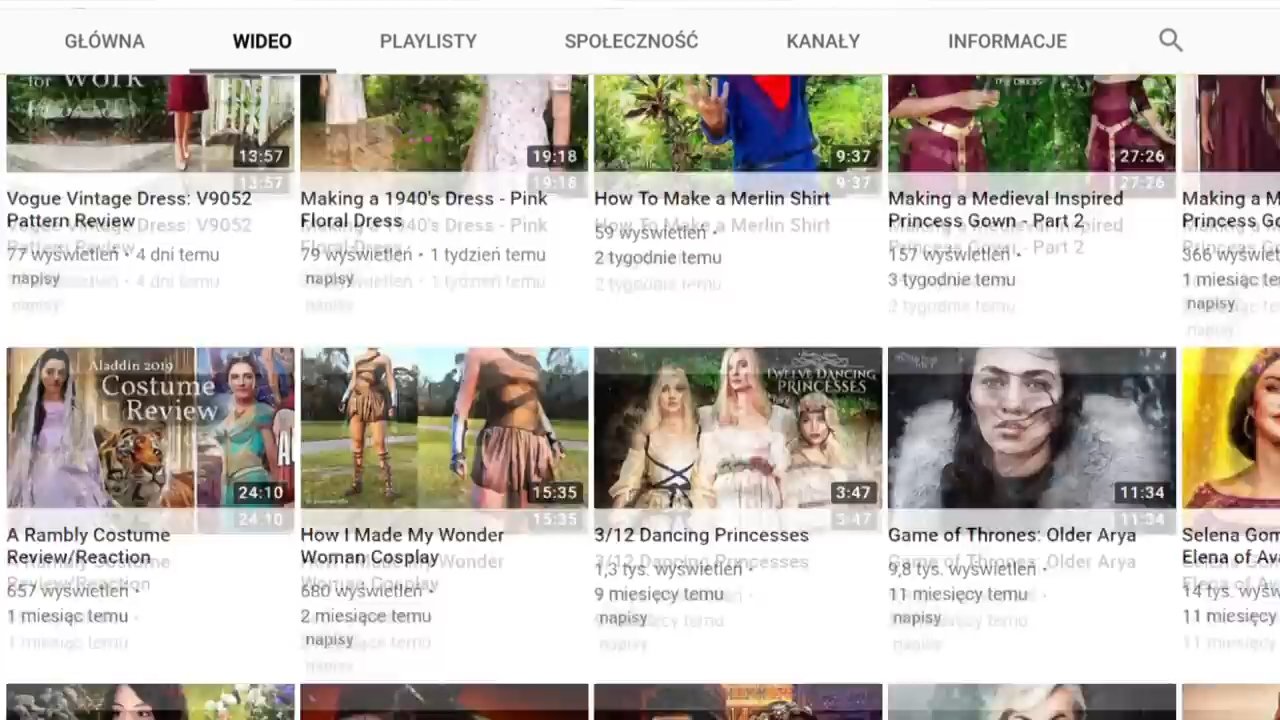 GŁÓWNA WIDEO PLAYLISTY SPOŁECZNOŚĆ KANAŁY INFORMACJE
for WORK
13:57 19:18 9:37 27:26
Vogue Vintage Dress: V9052 Pattern Review
77 wyświetleń • 4 dni temu
napisy
Making a 1940's Dress - Pink Floral Dress
79 wyświetleń • 1 tydzień temu
napisy
How To Make a Merlin Shirt
59 wyświetleń •
2 tygodnie temu
Making a Medieval Inspired Princess Gown - Part 2
157 wyświetleń •
3 tygodnie temu
Making a M
Princess Go
366 wyświetl
1 miesiąc te
napisy
Aladdin 2019
Costume
Review
24:10
A Rambly Costume
Review/Reaction
657 wyświetleń •
1 miesiąc temu
15:35
How I Made My Wonder
Woman Cosplay
680 wyświetleń •
2 miesiące temu
napisy
TWELVE DANCING
PRINCESSES
3:47
3/12 Dancing Princesses
1,3 tys. wyświetleń •
9 miesięcy temu
napisy
11:34
Game of Thrones: Older Arya
9,8 tys. wyświetleń •
11 miesięcy temu
napisy
Selena Gom
Elena of Ava
14 tys. wyśw
11 miesięcy